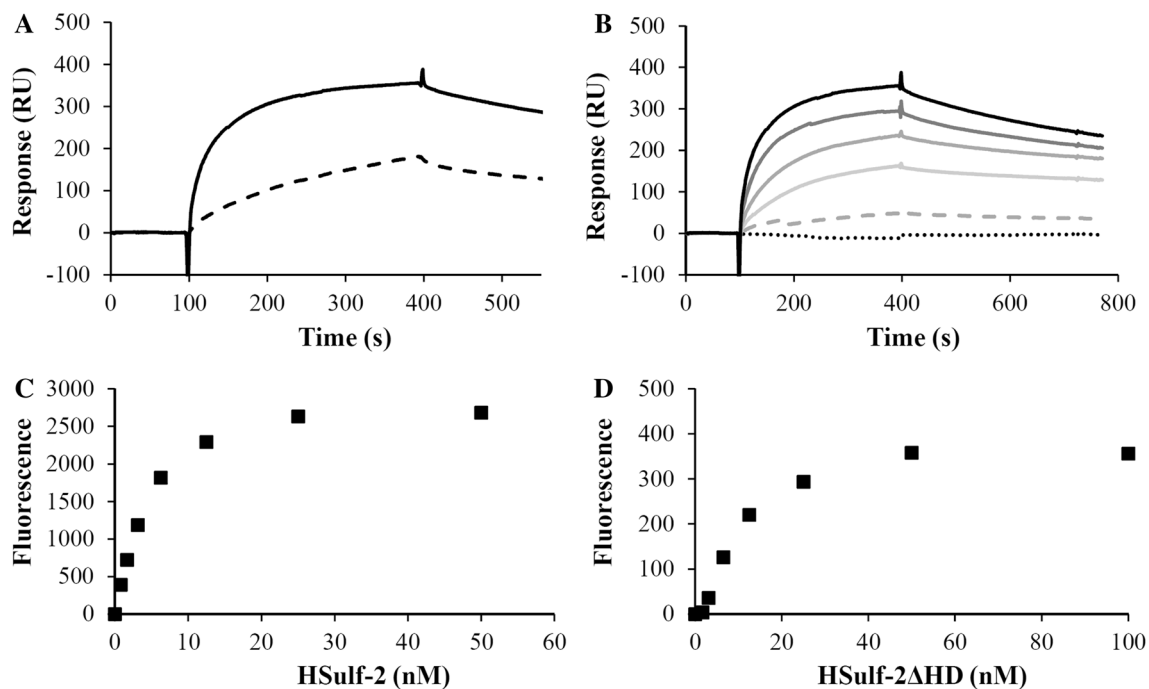 A
500
400
300
200
100
0
-100
Response (RU)
0 100 200 300 400 500
Time (s)
B
500
400
300
200
100
0
-100
Response (RU)
0 200 400 600 800
Time (s)
C
3000
2500
2000
1500
1000
500
0
Fluorescence
0 10 20 30 40 50 60
HSulf-2 (nM)
D
500
400
300
200
100
0
Fluorescence
0 20 40 60 80 100
HSulf-2ΔHD (nM)